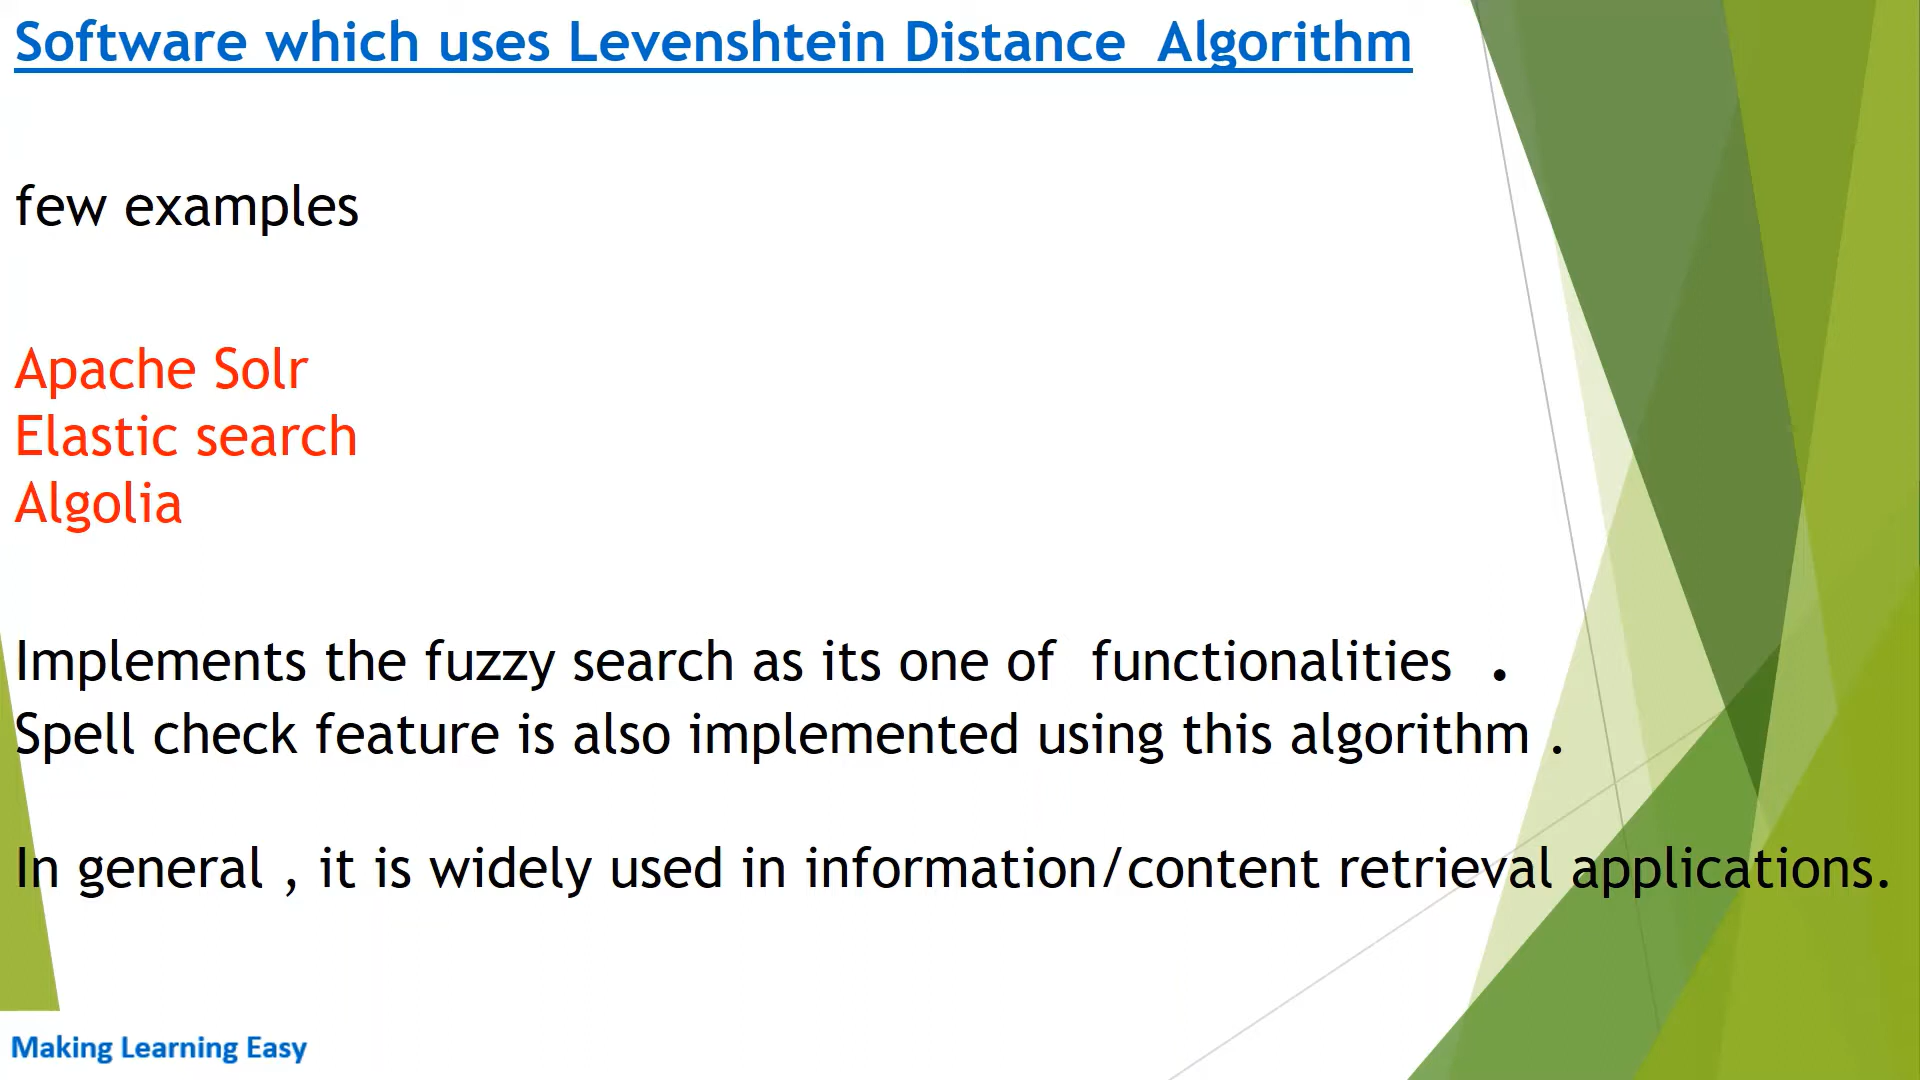 Software which uses Levenshtein Distance  Algorithm
few examples
Apache Solr
Elastic search
Algolia
Implements the fuzzy search as its one of  functionalities  .
Spell check feature is also implemented using this algorithm .
In general , it is widely used in information/content retrieval applications.
Making Learning Easy